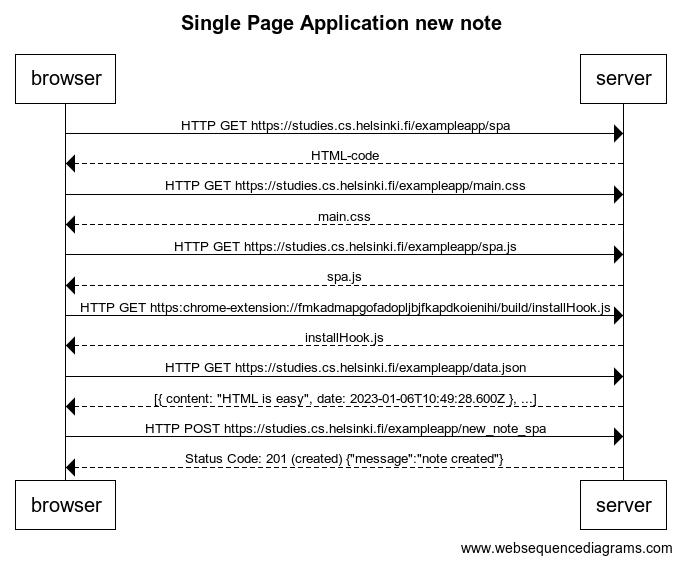 Single Page Application new note
browser server
HTTP GET https://studies.cs.helsinki.fi/exampleapp/spa
HTML-code
HTTP GET https://studies.cs.helsinki.fi/exampleapp/main.css
main.css
HTTP GET https://studies.cs.helsinki.fi/exampleapp/spa.js
spa.js
HTTP GET https:chrome-extension://fmkadmapgofadopljbjfkapdkoienihi/build/installHook.js
installHook.js
HTTP GET https://studies.cs.helsinki.fi/exampleapp/data.json
[{ content: "HTML is easy", date: 2023-01-06T10:49:28.600Z }, ...]
HTTP POST https://studies.cs.helsinki.fi/exampleapp/new_note_spa
Status Code: 201 (created) {"message":"note created"}
browser server
www.websequencediagrams.com